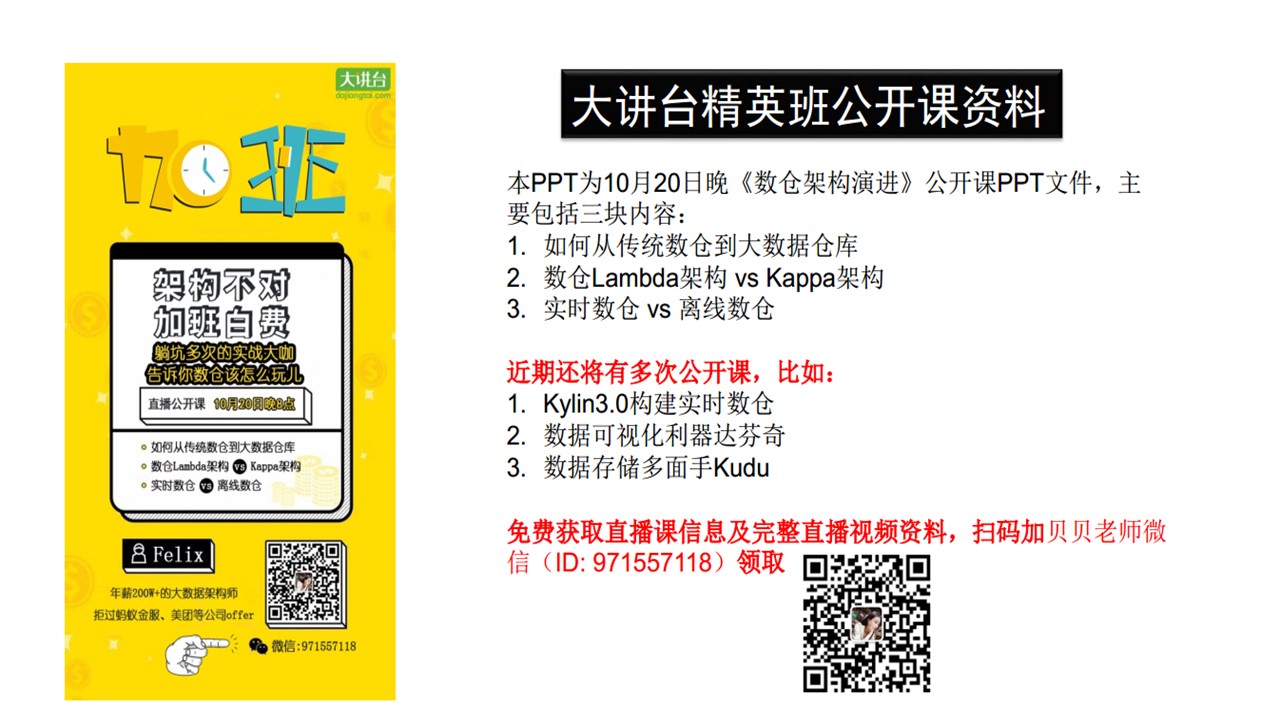 大讲台
dajiangtai.com
加班
架构不对
加班白费
躺坑多次的实战大咖
告诉你数仓该怎么玩儿
直播公开课 10月20日晚8点
如何从传统数仓到大数据仓库
数仓Lambda架构 VS Kappa架构
实时数仓 VS 离线数仓
Felix
年薪200W+的大数据架构师
拒过蚂蚁金服、美团等公司offer
微信:971557118
大讲台精英班公开课资料
本PPT为10月20日晚《数仓架构演进》公开课PPT文件，主
要包括三块内容：
1. 如何从传统数仓到大数据仓库
2. 数仓Lambda架构 vs Kappa架构
3. 实时数仓 vs 离线数仓
近期还将有多次公开课，比如：
1. Kylin3.0构建实时数仓
2. 数据可视化利器达芬奇
3. 数据存储多面手Kudu
免费获取直播课信息及完整直播视频资料，扫码加贝贝老师微
信（ID: 971557118）领取